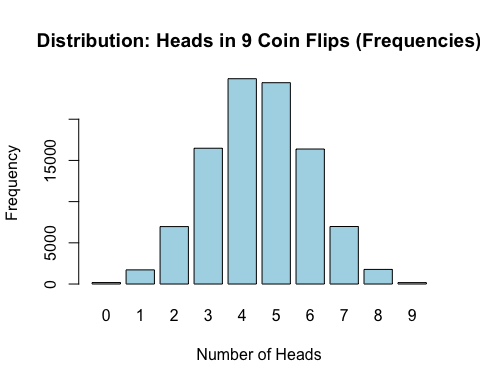 Distribution: Heads in 9 Coin Flips (Frequencies)
Frequency
15000
5000
0
0 1 2 3 4 5 6 7 8 9
Number of Heads